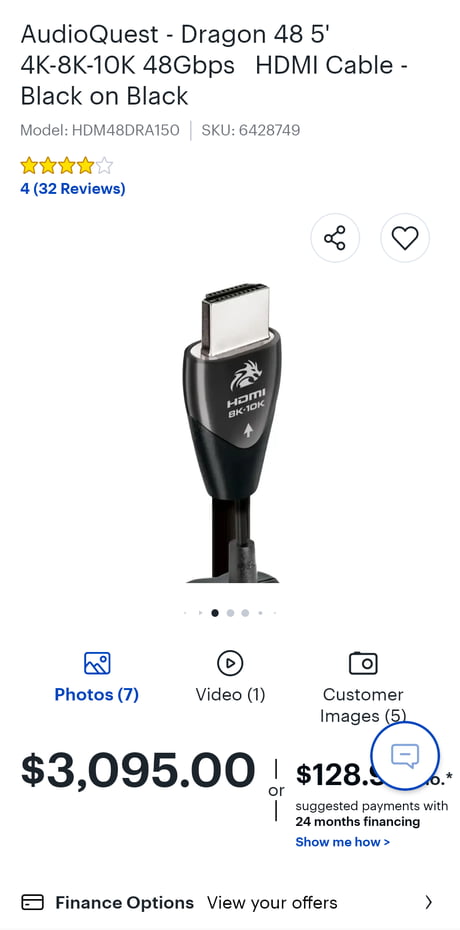 AudioQuest - Dragon 48 5'
4K-8K-10K 48Gbps   HDMI Cable -
Black on Black
Model: HDM48DRA150 | SKU: 6428749
4 (32 Reviews)
HDMI
8K·10K
Photos (7)
Video (1)
Customer
Images (5)
$3,095.00
or
suggested payments with
24 months financing
Show me how >
Finance Options View your offers